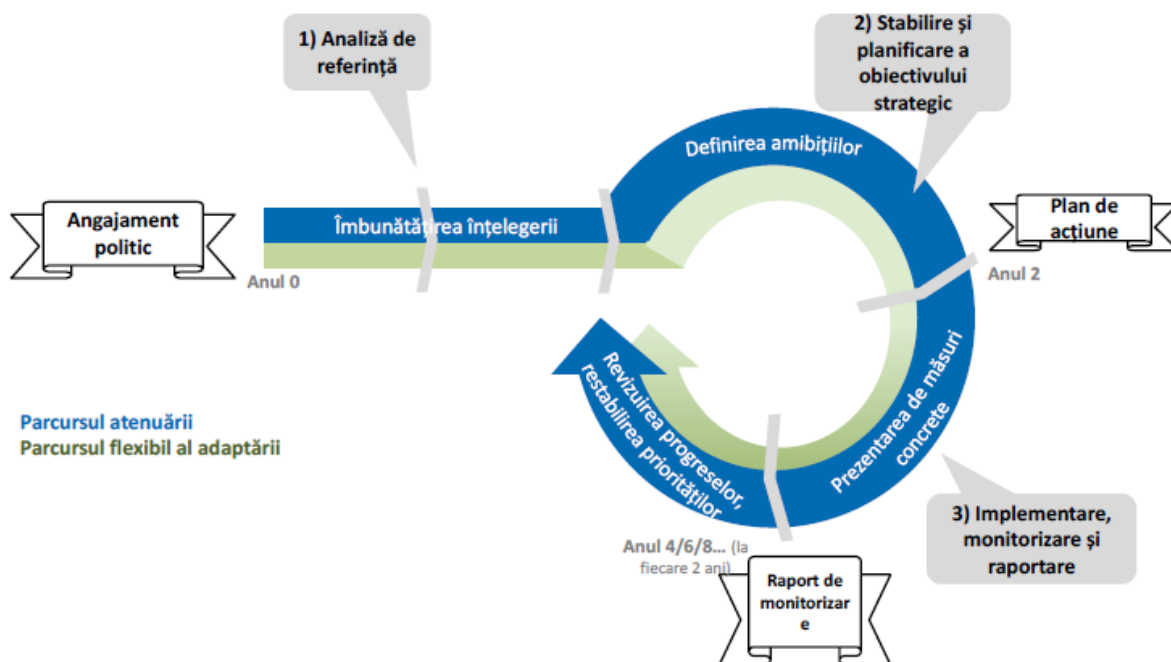 1) Analiză de
referință
2) Stabilire și
planificare a
obiectivului
strategic
Definirea amibițiilor
Angajament
politic
Îmbunătățirea înțelegerii
Plan de
acțiune
Anul 0
Anul 2
Revizuirea progreselor,
restabilirea priorităților
Prezentarea de măsuri
concrete
Parcursul atenuării
Parcursul flexibil al adaptării
3) Implementare,
monitorizare și
raportare
Anul 4/6/8... (la
fiecare 2 ani)
Raport de
monitorizar
e